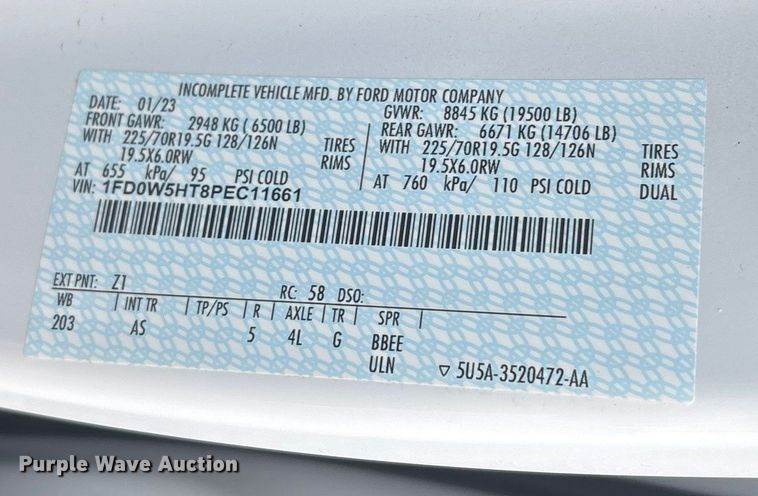 INCOMPLETE VEHICLE MFD. BY FORD MOTOR COMPANY
DATE: 01/23 GVWR: 8845 KG (19500 LB)
FRONT GAWR: 2948 KG ( 6500 LB) REAR GAWR: 6671 KG (14706 LB)
WITH 225/70R19.5G 128/126N TIRES WITH 225/70R19.5G 128/126N TIRES
19.5X6.0RW RIMS 19.5X6.0RW RIMS
AT 655 kPa/ 95 PSI COLD AT 760 kPa/ 110 PSI COLD DUAL
VIN: 1FD0W5HT8PEC11661
EXT PNT: Z1 RC: 58 DSO:
WB INT TR TP/PS R AXLE TR SPR
203 AS 5 4L G BBEE
ULN ▽ 5U5A-3520472-AA
Purple Wave Auction